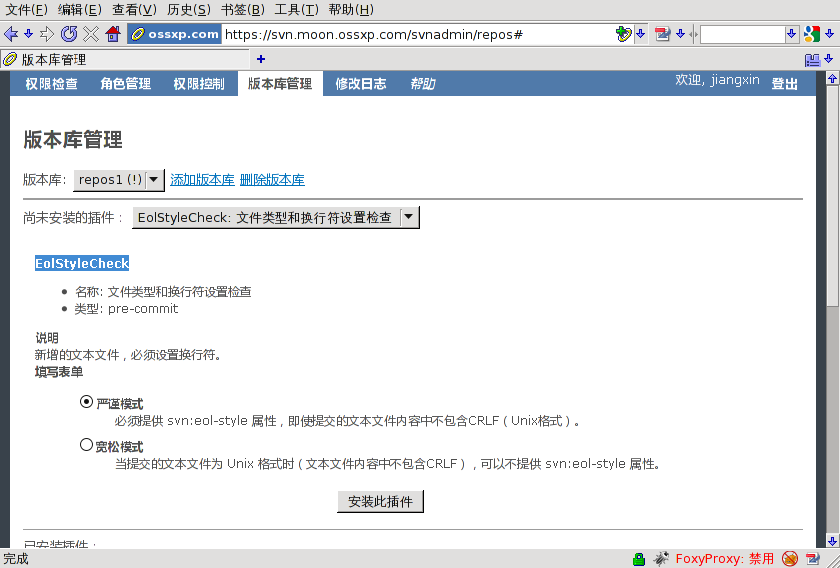 文件(F) 编辑(E) 查看(V) 历史(S) 书签(B) 工具(T) 帮助(H)
ossxp.com https://svn.moon.ossxp.com/svnadmin/repos#
版本库管理 +
权限检查 角色管理 权限控制 版本库管理 修改日志 帮助 欢迎, jiangxin 登出
版本库管理
版本库: repos1 (!) 添加版本库 删除版本库
尚未安装的插件： EolStyleCheck: 文件类型和换行符设置检查
EolStyleCheck
• 名称: 文件类型和换行符设置检查
• 类型: pre-commit
说明
新增的文本文件，必须设置换行符。
填写表单
严谨模式
必须提供 svn:eol-style 属性，即使提交的文本文件内容中不包含CRLF（Unix格式）。
宽松模式
当提交的文本文件为 Unix 格式时（文本文件内容中不包含CRLF），可以不提供 svn:eol-style 属性。
安装此插件
已安装插件：
完成 FoxyProxy: 禁用